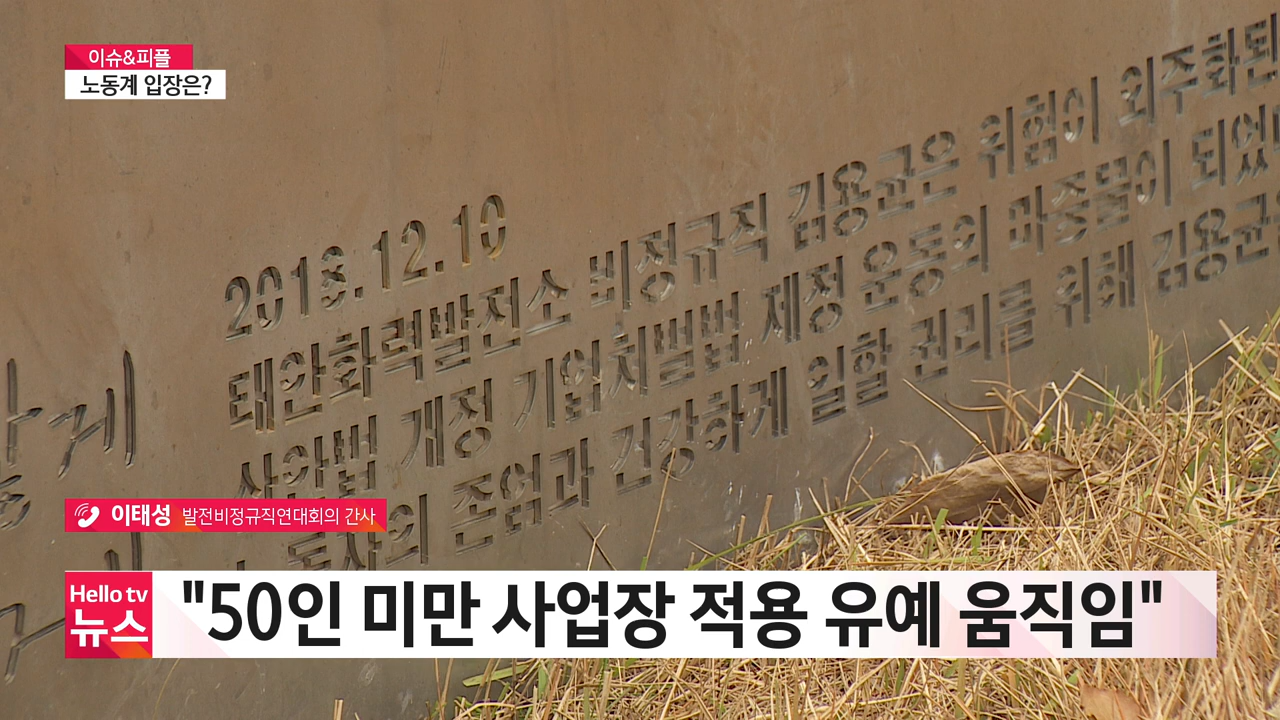 이슈&피플
노동계 입장은?
2018.12.10
태안화력발전소 비정규직 김용균은 위험이 외주화된
산안법 개정 기업처벌법 제정 운동의 마중물이 되었
노동자의 존엄과 건강하게 일할 권리를 위해 김용균
이태성 발전비정규직연대회의 간사
Hello tv
뉴스
"50인 미만 사업장 적용 유예 움직임"